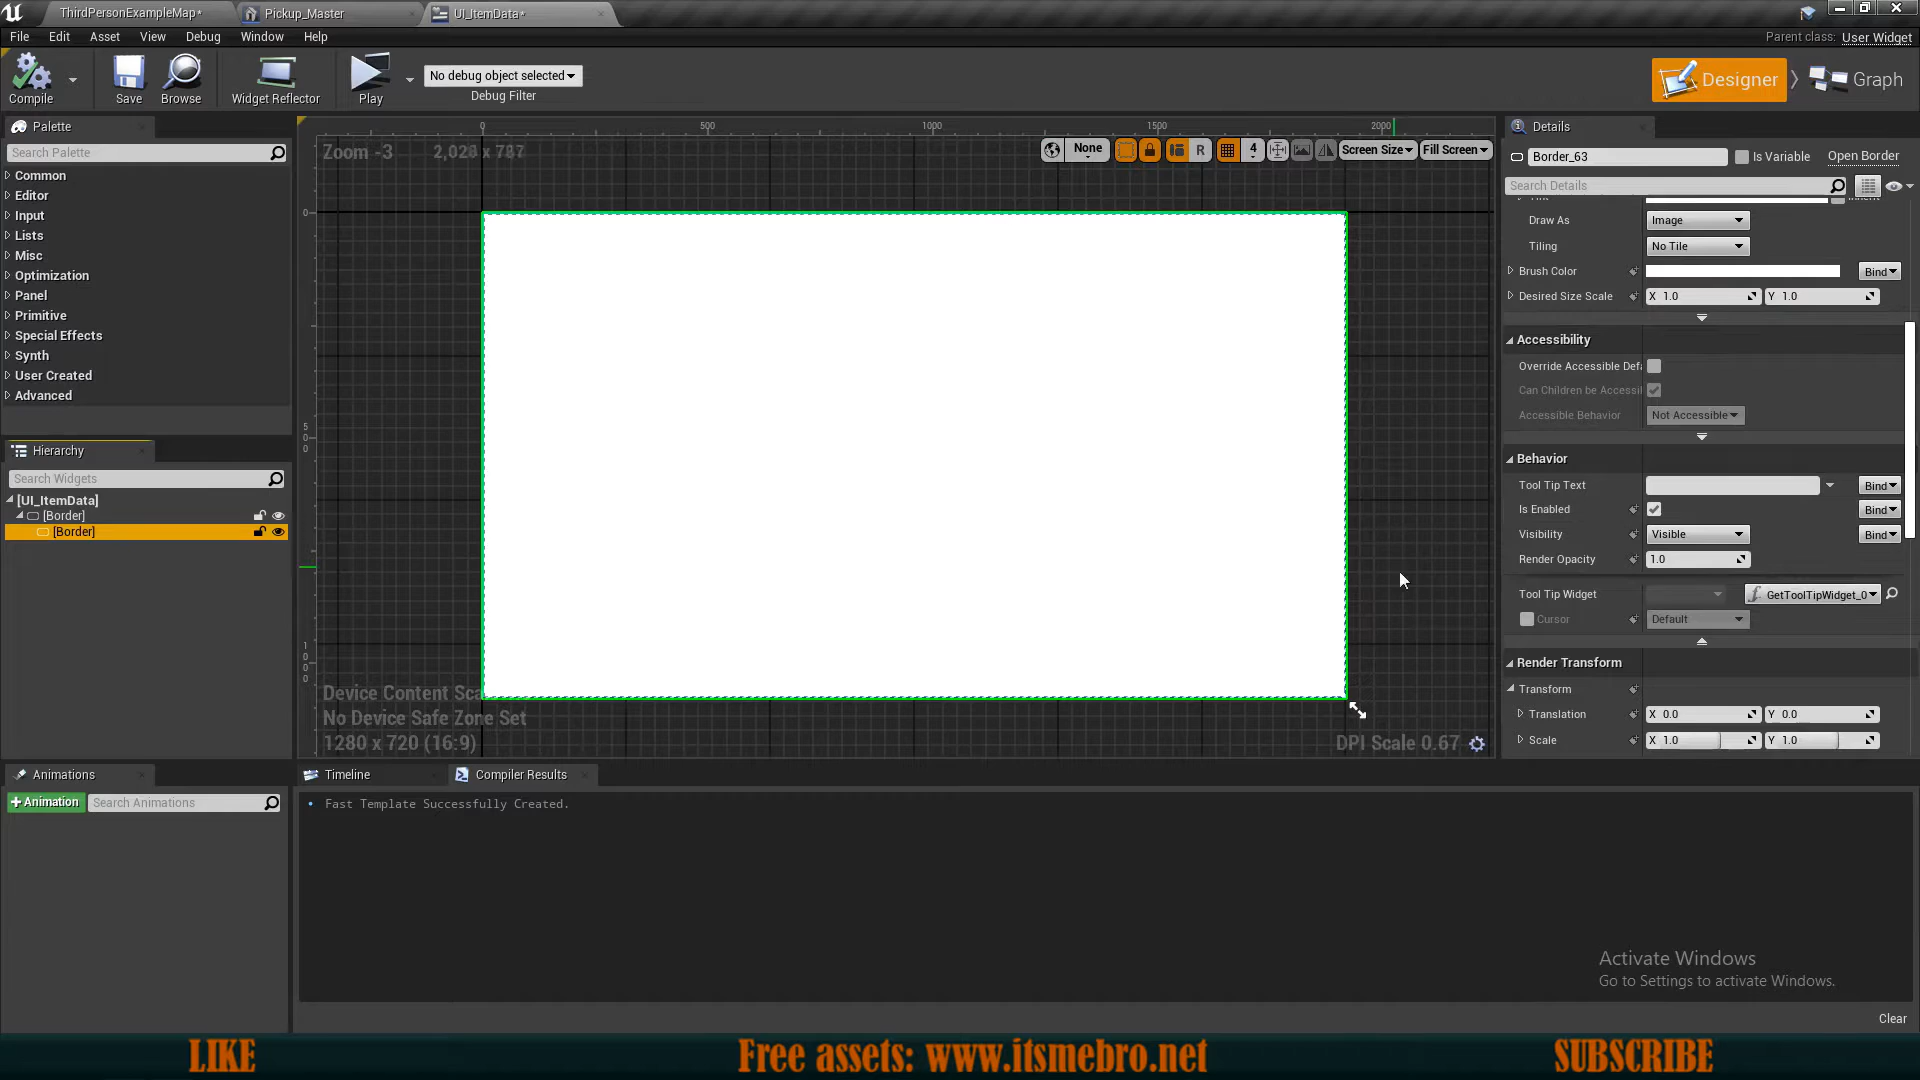 ThirdPersonExampleMap*
Pickup_Master
UI_ItemData*
File Edit Asset View Debug Window Help
Parent class: User Widget
Compile
Save
Browse
Widget Reflector
Play
No debug object selected
Debug Filter
Designer
Graph
Palette
Search Palette
Common
Editor
Input
Lists
Misc
Optimization
Panel
Primitive
Special Effects
Synth
User Created
Advanced
Hierarchy
Search Widgets
[UI_ItemData]
[Border]
[Border]
Animations
+Animation
Search Animations
0 500 1000 1500 2000
Zoom -3
None
R
4
Screen Size
Fill Screen
0
500
1000
Device Content Sca
No Device Safe Zone Set
1280 x 720 (16:9)
DPI Scale 0.67
Timeline
Compiler Results
Fast Template Successfully Created.
Details
Border_63
Is Variable
Open Border
Search Details
Draw As Image
Tiling No Tile
Brush Color Bind
Desired Size Scale X 1.0 Y 1.0
Accessibility
Override Accessible Defa
Can Children be Accessi
Accessible Behavior Not Accessible
Behavior
Tool Tip Text Bind
Is Enabled Bind
Visibility Visible Bind
Render Opacity 1.0
Tool Tip Widget GetToolTipWidget_0
Cursor Default
Render Transform
Transform
Translation X 0.0 Y 0.0
Scale X 1.0 Y 1.0
Activate Windows
Go to Settings to activate Windows.
Clear
LIKE
Free assets: www.itsmebro.net
SUBSCRIBE